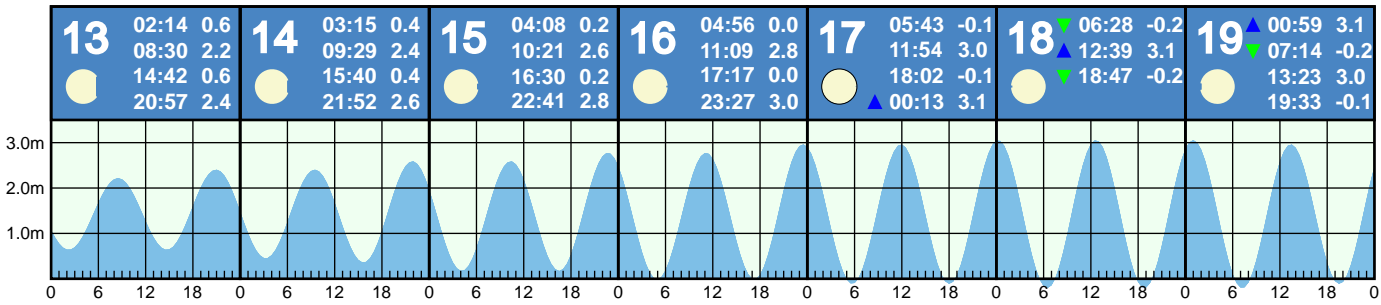 13
02:14 0.6
08:30 2.2
14:42 0.6
20:57 2.4
14
03:15 0.4
09:29 2.4
15:40 0.4
21:52 2.6
15
04:08 0.2
10:21 2.6
16:30 0.2
22:41 2.8
16
04:56 0.0
11:09 2.8
17:17 0.0
23:27 3.0
17
05:43 -0.1
11:54 3.0
18:02 -0.1
▲ 00:13 3.1
18
▼ 06:28 -0.2
▲ 12:39 3.1
▼ 18:47 -0.2
19
▲ 00:59 3.1
▼ 07:14 -0.2
13:23 3.0
19:33 -0.1
3.0m
2.0m
1.0m
0 6 12 18 0 6 12 18 0 6 12 18 0 6 12 18 0 6 12 18 0 6 12 18 0 6 12 18 0